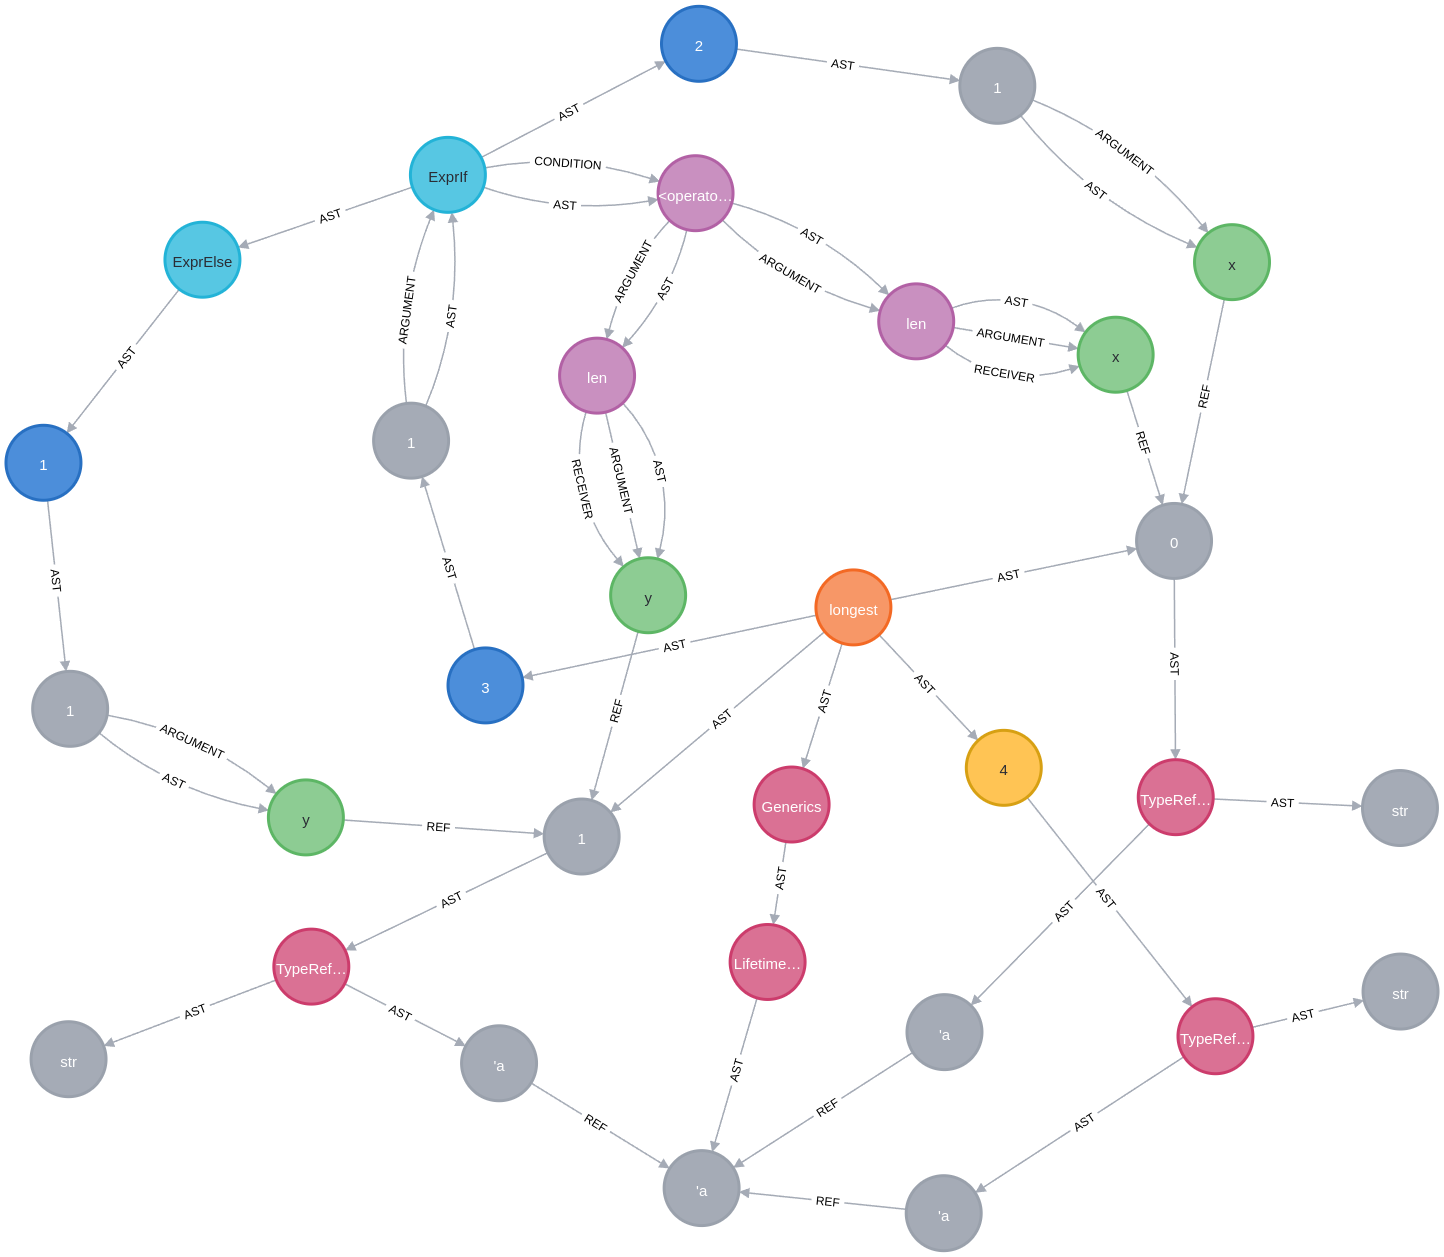 2
AST
1
AST
ARGUMENT
AST
ExprIf
CONDITION
AST
<operato…
AST
ExprElse
AST
ARGUMENT
x
ARGUMENT
AST
ARGUMENT
AST
len
AST
ARGUMENT
RECEIVER
x
AST
len
REF
REF
1
1
RECEIVER
ARGUMENT
AST
0
AST
AST
AST
y
longest
AST
AST
3
AST
AST
AST
AST
REF
1
ARGUMENT
AST
y
REF
1
Generics
4
TypeRef…
AST
str
AST
AST
AST
AST
TypeRef…
Lifetime…
AST
str
AST
AST
str
'a
'a
AST
TypeRef…
AST
REF
REF
AST
'a
REF
'a